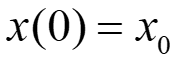 x(0) = x₀